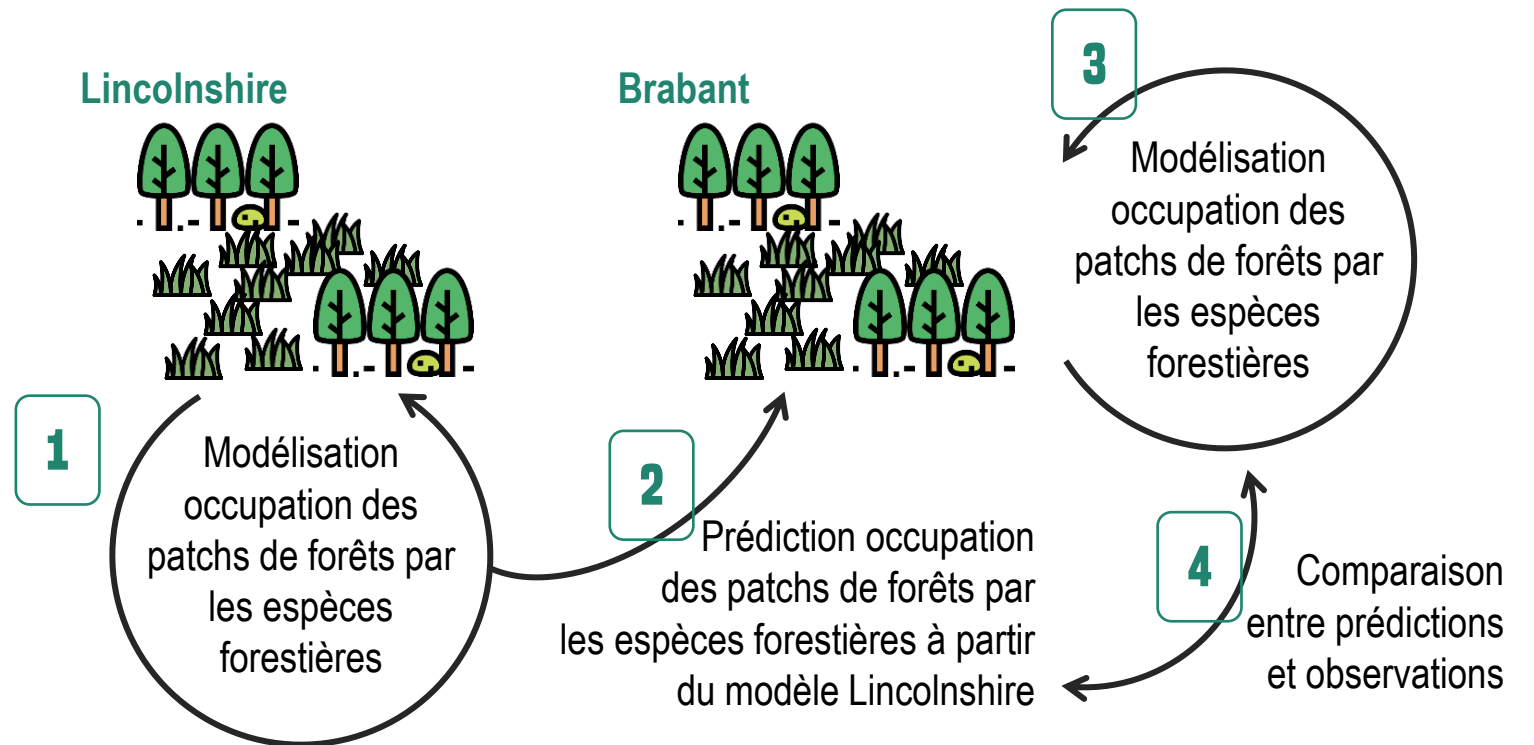 Lincolnshire
Brabant
1
Modélisation
occupation des
patchs de forêts par
les espèces
forestières
2
Prédiction occupation
des patchs de forêts par
les espèces forestières à partir
du modèle Lincolnshire
3
Modélisation
occupation des
patchs de forêts par
les espèces
forestières
4
Comparaison
entre prédictions
et observations